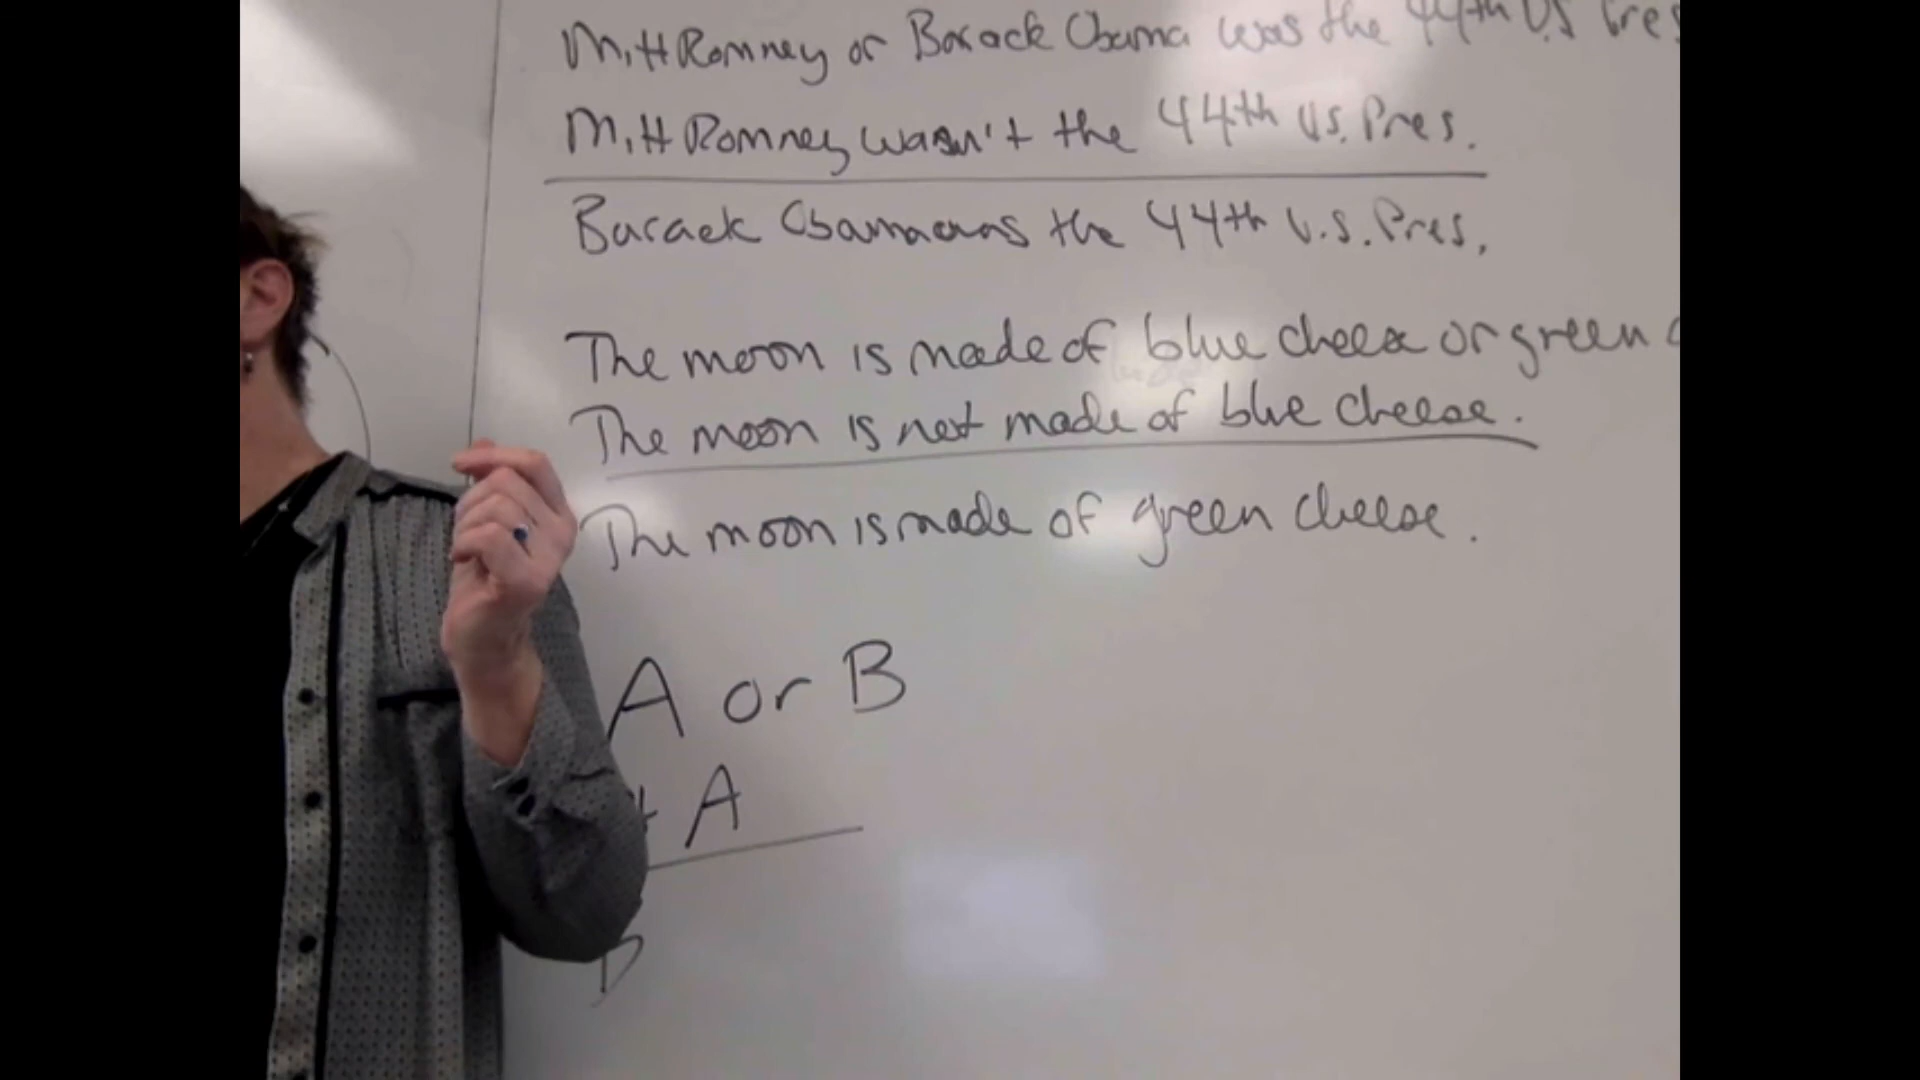 Mitt Romney or Barack Obama was the 44th U.S Pres
Mitt Romney wasn't the 44th U.S. Pres.
Barack Obama was the 44th U.S. Pres.
The moon is made of blue cheese or green c
The moon is not made of blue cheese.
The moon is made of green cheese.
A or B
A